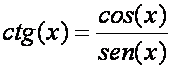 ctg(x) = cos(x) / sen(x)